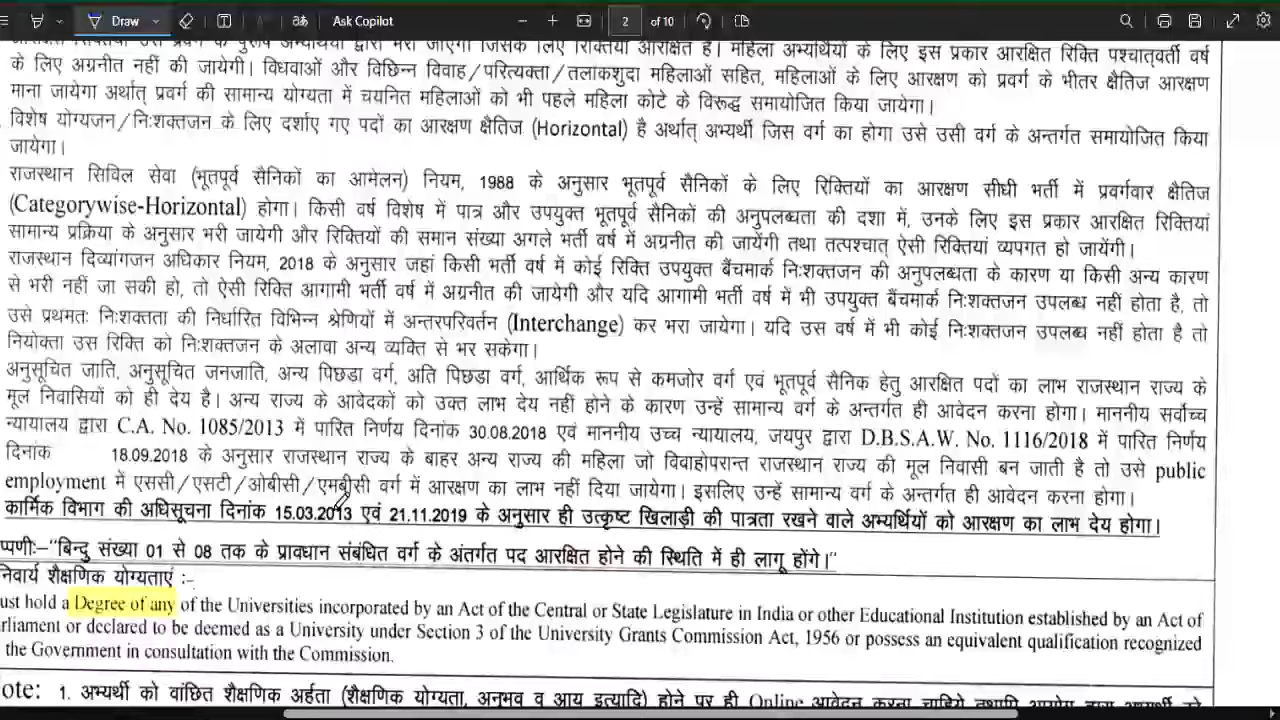 Draw
Ask Copilot
2 of 10
के लिए इस प्रकार आरक्षित रिक्ति पश्चात्वर्ती वर्ष
के लिए अग्रनीत नहीं की जायेगी। विधवाओं और विछिन्न विवाह/परित्यक्ता/तलाकशुदा महिलाओं सहित, महिलाओं के लिए आरक्षण को प्रवर्ग के भीतर क्षैतिज आरक्षण
माना जायेगा अर्थात् प्रवर्ग की सामान्य योग्यता में चयनित महिलाओं को भी पहले महिला कोटे के विरूद्ध समायोजित किया जायेगा।
विशेष योग्यजन/निःशक्तजन के लिए दर्शाए गए पदों का आरक्षण क्षैतिज (Horizontal) है अर्थात् अभ्यर्थी जिस वर्ग का होगा उसे उसी वर्ग के अन्तर्गत समायोजित किया
जायेगा।
राजस्थान सिविल सेवा (भूतपूर्व सैनिकों का आमेलन) नियम, 1988 के अनुसार भूतपूर्व सैनिकों के लिए रिक्तियों का आरक्षण सीधी भर्ती में प्रवर्गवार क्षैतिज
(Categorywise-Horizontal) होगा। किसी वर्ष विशेष में पात्र और उपयुक्त भूतपूर्व सैनिकों की अनुपलब्धता की दशा में, उनके लिए इस प्रकार आरक्षित रिक्तियां
सामान्य प्रक्रिया के अनुसार भरी जायेगी और रिक्तियों की समान संख्या अगले भर्ती वर्ष में अग्रनीत की जायेंगी तथा तत्पश्चात् ऐसी रिक्तियां व्यपगत हो जायेंगी।
राजस्थान दिव्यांगजन अधिकार नियम, 2018 के अनुसार जहां किसी भर्ती वर्ष में कोई रिक्ति उपयुक्त बैंचमार्क निःशक्तजन की अनुपलब्धता के कारण या किसी अन्य कारण
से भरी नहीं जा सकी हो, तो ऐसी रिक्ति आगामी भर्ती वर्ष में अग्रनीत की जायेगी और यदि आगामी भर्ती वर्ष में भी उपयुक्त बैंचमार्क निःशक्तजन उपलब्ध नहीं होता है, तो
उसे प्रथमतः निःशक्तता की निर्धारित विभिन्न श्रेणियों में अन्तरपरिवर्तन (Interchange) कर भरा जायेगा। यदि उस वर्ष में भी कोई निःशक्तजन उपलब्ध नहीं होता है तो
नियोक्ता उस रिक्ति को निःशक्तजन के अलावा अन्य व्यक्ति से भर सकेगा।
अनुसूचित जाति, अनुसूचित जनजाति, अन्य पिछडा वर्ग, अति पिछडा वर्ग, आर्थिक रूप से कमजोर वर्ग एवं भूतपूर्व सैनिक हेतु आरक्षित पदों का लाभ राजस्थान राज्य के
मूल निवासियों को ही देय है। अन्य राज्य के आवेदकों को उक्त लाभ देय नहीं होने के कारण उन्हें सामान्य वर्ग के अन्तर्गत ही आवेदन करना होगा। माननीय सर्वोच्च
न्यायालय द्वारा C.A. No. 1085/2013 में पारित निर्णय दिनांक 30.08.2018 एवं माननीय उच्च न्यायालय, जयपुर द्वारा D.B.S.A.W. No. 1116/2018 में पारित निर्णय
दिनांक 18.09.2018 के अनुसार राजस्थान राज्य के बाहर अन्य राज्य की महिला जो विवाहोपरान्त राजस्थान राज्य की मूल निवासी बन जाती है तो उसे public
employment में एससी/एसटी/ओबीसी/एमबीसी वर्ग में आरक्षण का लाभ नहीं दिया जायेगा। इसलिए उन्हें सामान्य वर्ग के अन्तर्गत ही आवेदन करना होगा।
कार्मिक विभाग की अधिसूचना दिनांक 15.03.2013 एवं 21.11.2019 के अनुसार ही उत्कृष्ट खिलाड़ी की पात्रता रखने वाले अभ्यर्थियों को आरक्षण का लाभ देय होगा।
प्पणीः–"बिन्दु संख्या 01 से 08 तक के प्रावधान संबंधित वर्ग के अंतर्गत पद आरक्षित होने की स्थिति में ही लागू होंगे।"
निवार्य शैक्षणिक योग्यताएं :–
ust hold a Degree of any of the Universities incorporated by an Act of the Central or State Legislature in India or other Educational Institution established by an Act of
rliament or declared to be deemed as a University under Section 3 of the University Grants Commission Act, 1956 or possess an equivalent qualification recognized
the Government in consultation with the Commission.
ote: 1. अभ्यर्थी को वांछित शैक्षणिक अर्हता (शैक्षणिक योग्यता, अनुभव व आय इत्यादि) होने पर ही Online आवेदन करना चाहिये